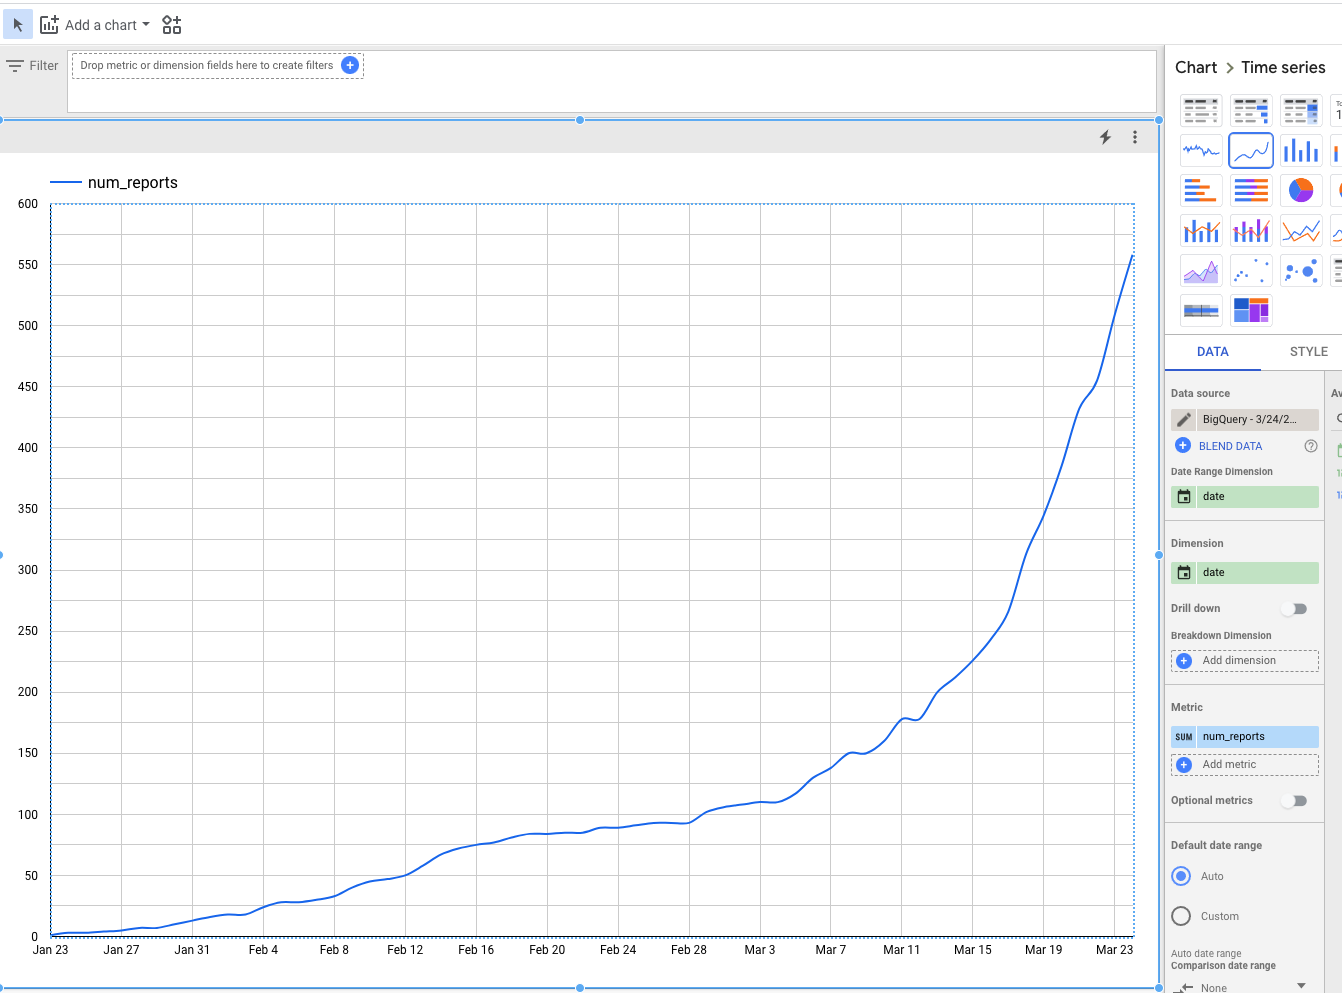 Add a chart
Filter
Drop metric or dimension fields here to create filters
Chart > Time series
num_reports
600
550
500
450
400
350
300
250
200
150
100
50
0
Jan 23 Jan 27 Jan 31 Feb 4 Feb 8 Feb 12 Feb 16 Feb 20 Feb 24 Feb 28 Mar 3 Mar 7 Mar 11 Mar 15 Mar 19 Mar 23
DATA STYLE
Data source
BigQuery - 3/24/2...
BLEND DATA
Date Range Dimension
date
Dimension
date
Drill down
Breakdown Dimension
Add dimension
Metric
SUM num_reports
Add metric
Optional metrics
Default date range
Auto
Custom
Auto date range
Comparison date range
None